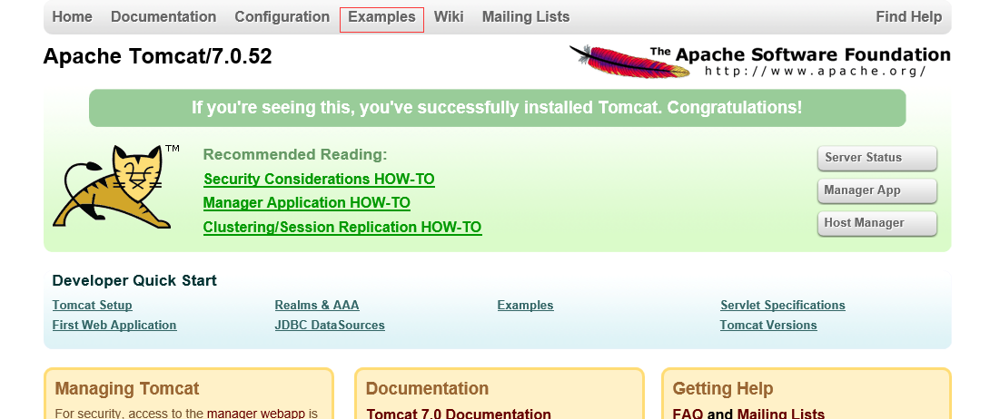 Home Documentation Configuration Examples Wiki Mailing Lists Find Help
Apache Tomcat/7.0.52
The Apache Software Foundation
http://www.apache.org/
If you're seeing this, you've successfully installed Tomcat. Congratulations!
TM
Recommended Reading:
Security Considerations HOW-TO
Manager Application HOW-TO
Clustering/Session Replication HOW-TO
Server Status
Manager App
Host Manager
Developer Quick Start
Tomcat Setup Realms & AAA Examples Servlet Specifications
First Web Application JDBC DataSources Tomcat Versions
Managing Tomcat
For security, access to the manager webapp is
Documentation
Tomcat 7.0 Documentation
Getting Help
FAQ and Mailing Lists